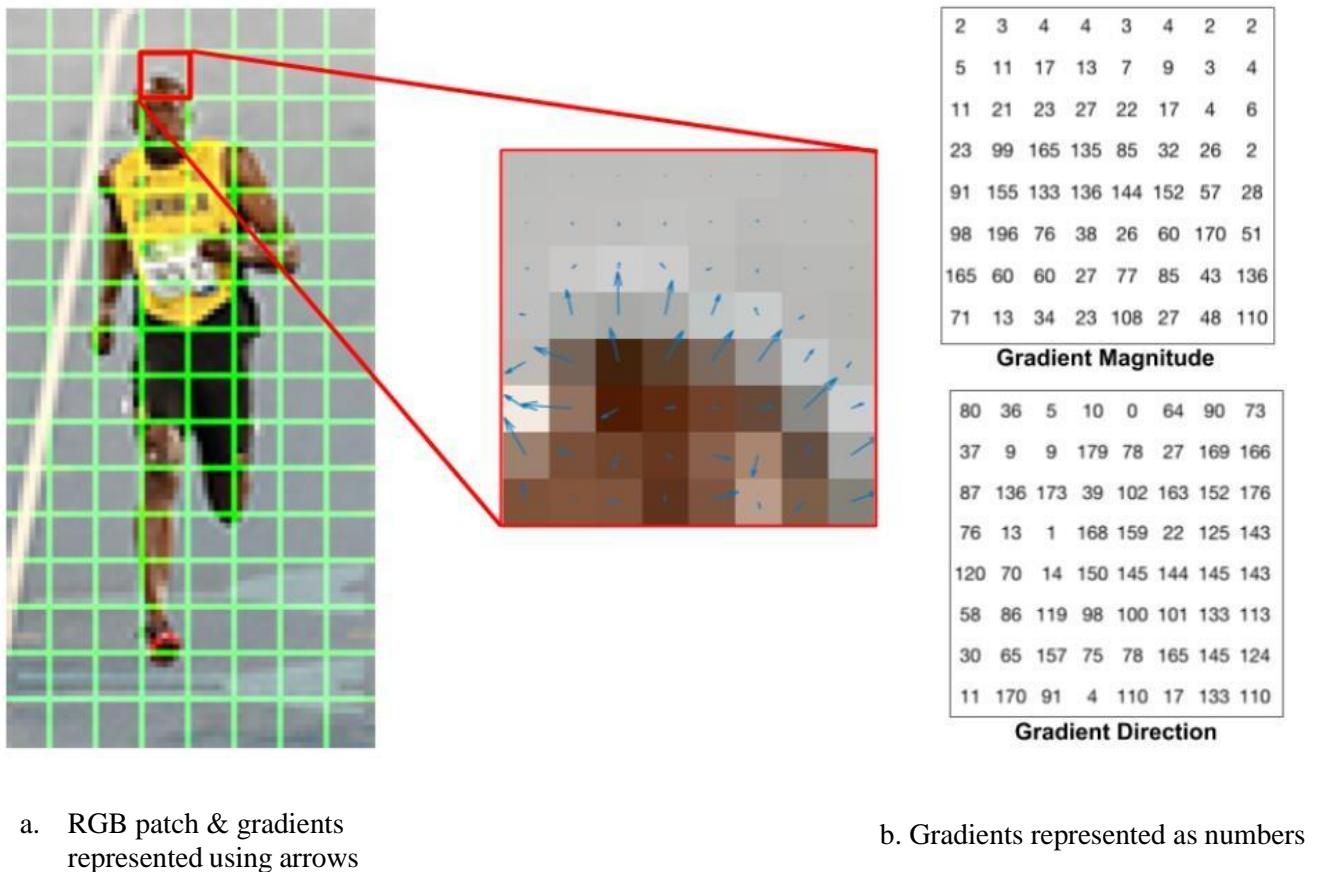 2 3 4 4 3 4 2 2
5 11 17 13 7 9 3 4
11 21 23 27 22 17 4 6
23 99 165 135 85 32 26 2
91 155 133 136 144 152 57 28
98 196 76 38 26 60 170 51
165 60 60 27 77 85 43 136
71 13 34 23 108 27 48 110
Gradient Magnitude
80 36 5 10 0 64 90 73
37 9 9 179 78 27 169 166
87 136 173 39 102 163 152 176
76 13 1 168 159 22 125 143
120 70 14 150 145 144 145 143
58 86 119 98 100 101 133 113
30 65 157 75 78 165 145 124
11 170 91 4 110 17 133 110
Gradient Direction
a. RGB patch & gradients
represented using arrows
b. Gradients represented as numbers